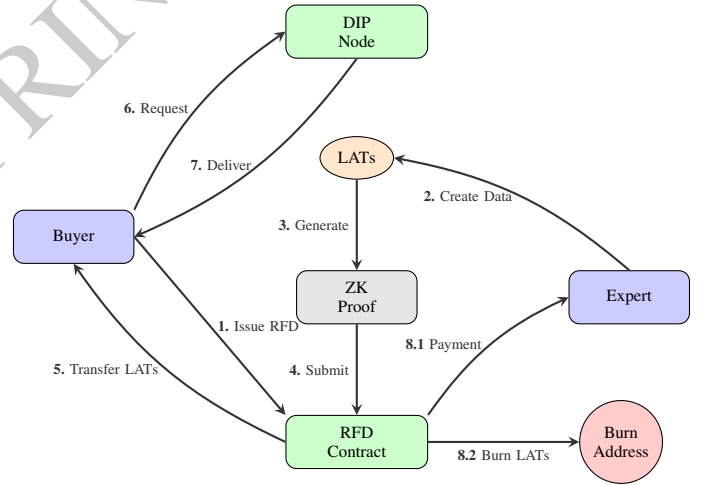 DIP
Node
6. Request
7. Deliver
LATs
2. Create Data
3. Generate
Buyer
ZK
Proof
Expert
1. Issue RFD
8.1 Payment
5. Transfer LATs
4. Submit
RFD
Contract
8.2 Burn LATs
Burn
Address
RIN